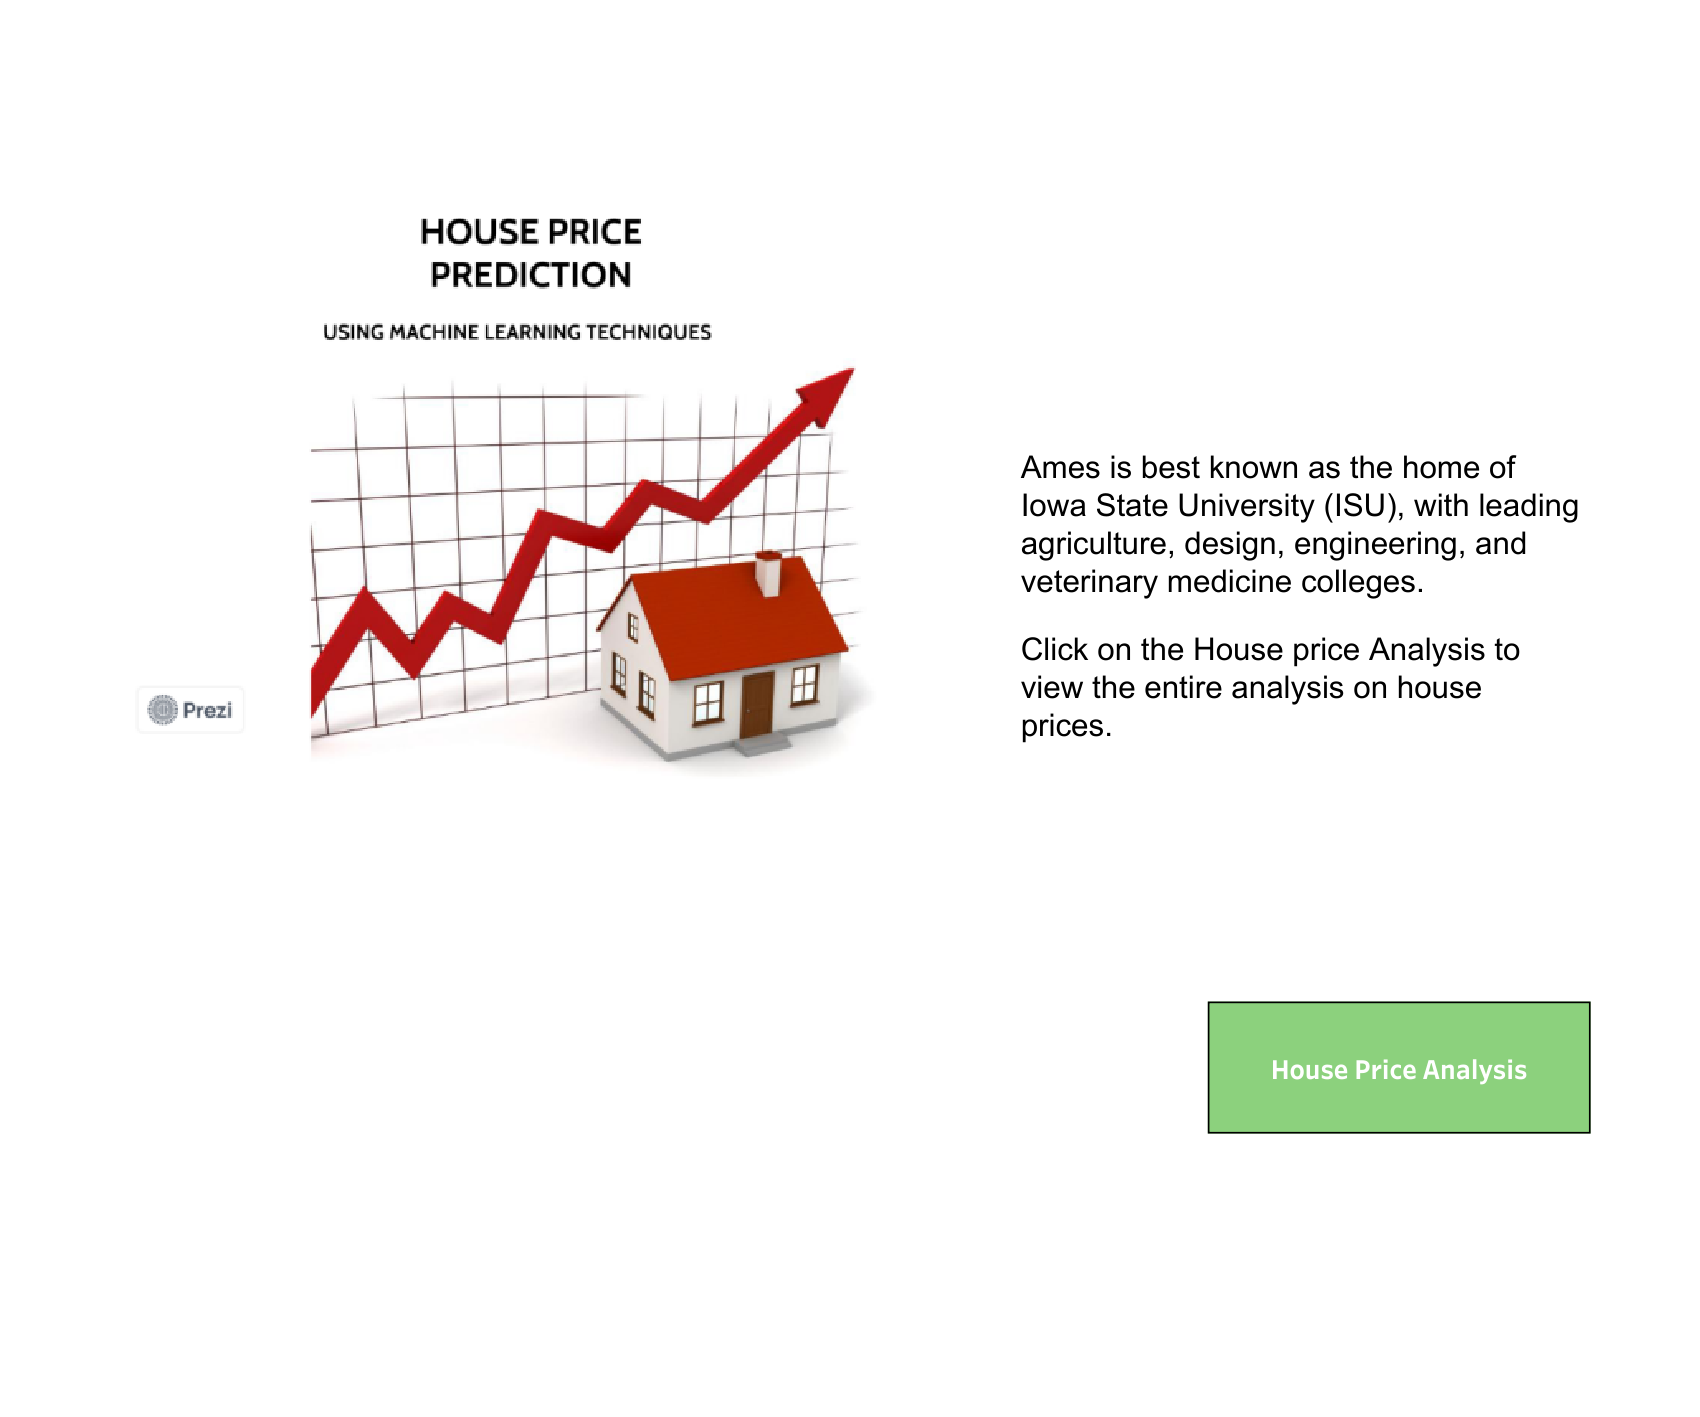 HOUSE PRICE
PREDICTION
USING MACHINE LEARNING TECHNIQUES
Prezi
Ames is best known as the home of
Iowa State University (ISU), with leading
agriculture, design, engineering, and
veterinary medicine colleges.
Click on the House price Analysis to
view the entire analysis on house
prices.
House Price Analysis